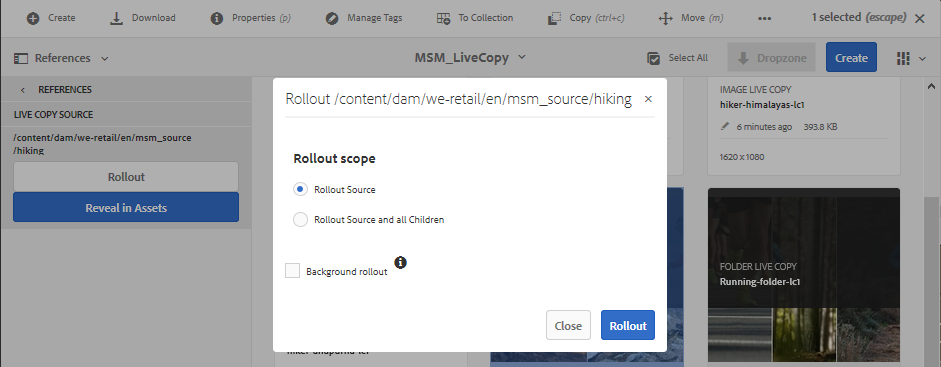 Create
Download
Properties (p)
Manage Tags
To Collection
Copy (ctrl+c)
Move (m)
1 selected (escape)
References
MSM_LiveCopy
Select All
Dropzone
Create
REFERENCES
LIVE COPY SOURCE
/content/dam/we-retail/en/msm_source
/hiking
Rollout
Reveal in Assets
Rollout /content/dam/we-retail/en/msm_source/hiking
Rollout scope
Rollout Source
Rollout Source and all Children
Background rollout
Close
Rollout
IMAGE LIVE COPY
hiker-himalayas-lc1
6 minutes ago 393.8 KB
1620 x 1080
FOLDER LIVE COPY
Running-folder-lc1